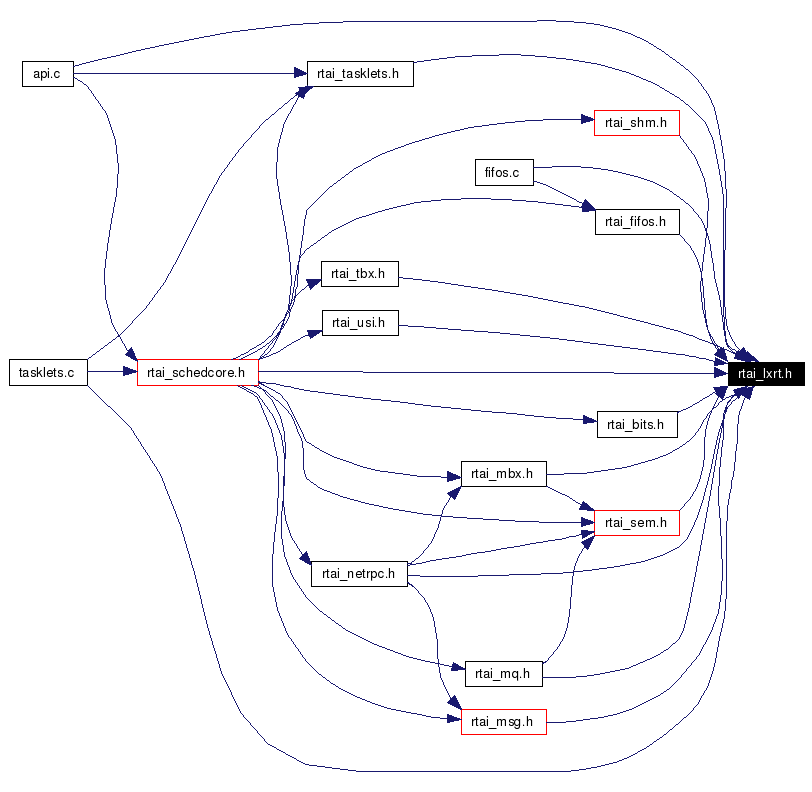 api.c
rtai_tasklets.h
rtai_shm.h
fifos.c
rtai_fifos.h
rtai_tbx.h
rtai_usi.h
tasklets.c
rtai_schedcore.h
rtai_lxrt.h
rtai_bits.h
rtai_mbx.h
rtai_sem.h
rtai_netrpc.h
rtai_mq.h
rtai_msg.h